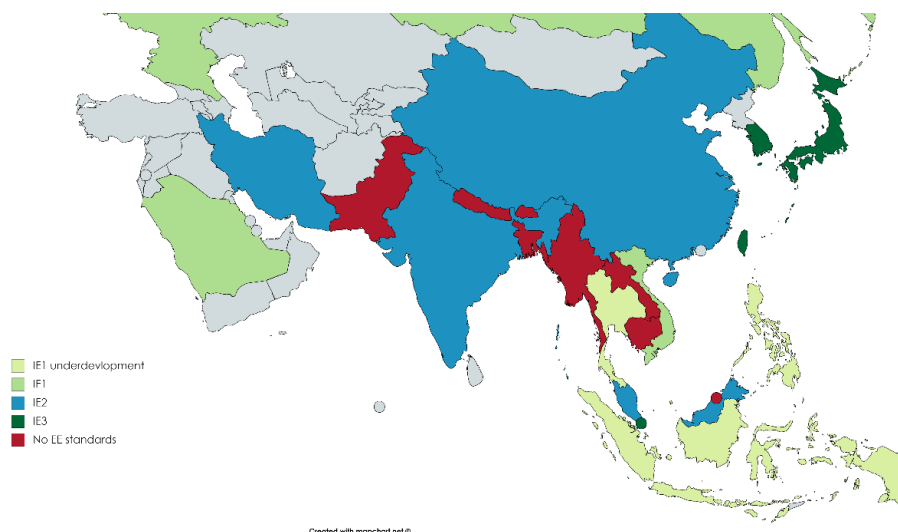 IE1 underdevlopment
IE1
IE2
IE3
No EE standards
Created with mapchart.net ©